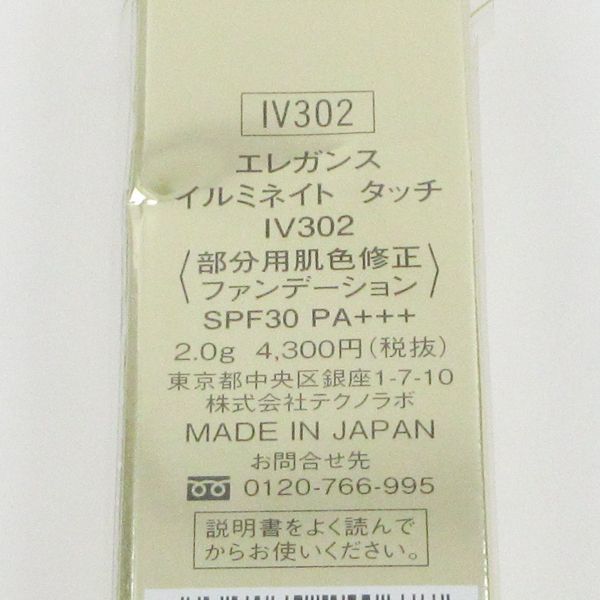 IV302
エレガンス
イルミネイト タッチ
IV302
〈部分用肌色修正
ファンデーション〉
SPF30 PA+++
2.0g 4,300円(税抜)
東京都中央区銀座1-7-10
株式会社テクノラボ
MADE IN JAPAN
お問合せ先
0120-766-995
説明書をよく読んで
からお使いください。